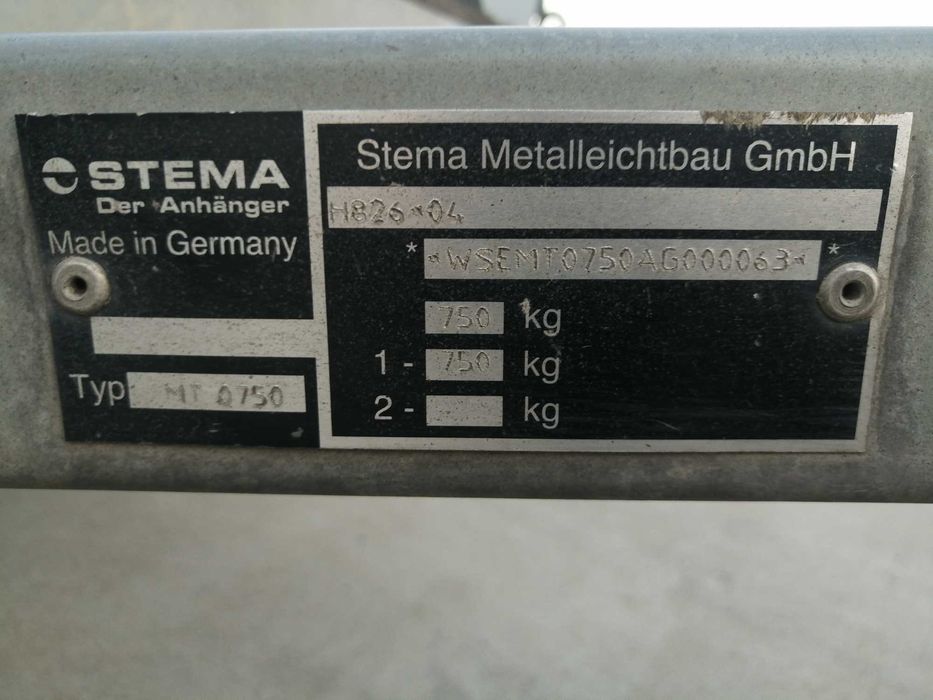 STEMA
Der Anhänger
Made in Germany
Typ MT 0750
Stema Metalleichtbau GmbH
H826*04
* *WSEMT0750AG000063* *
750 kg
1- 750 kg
2- kg